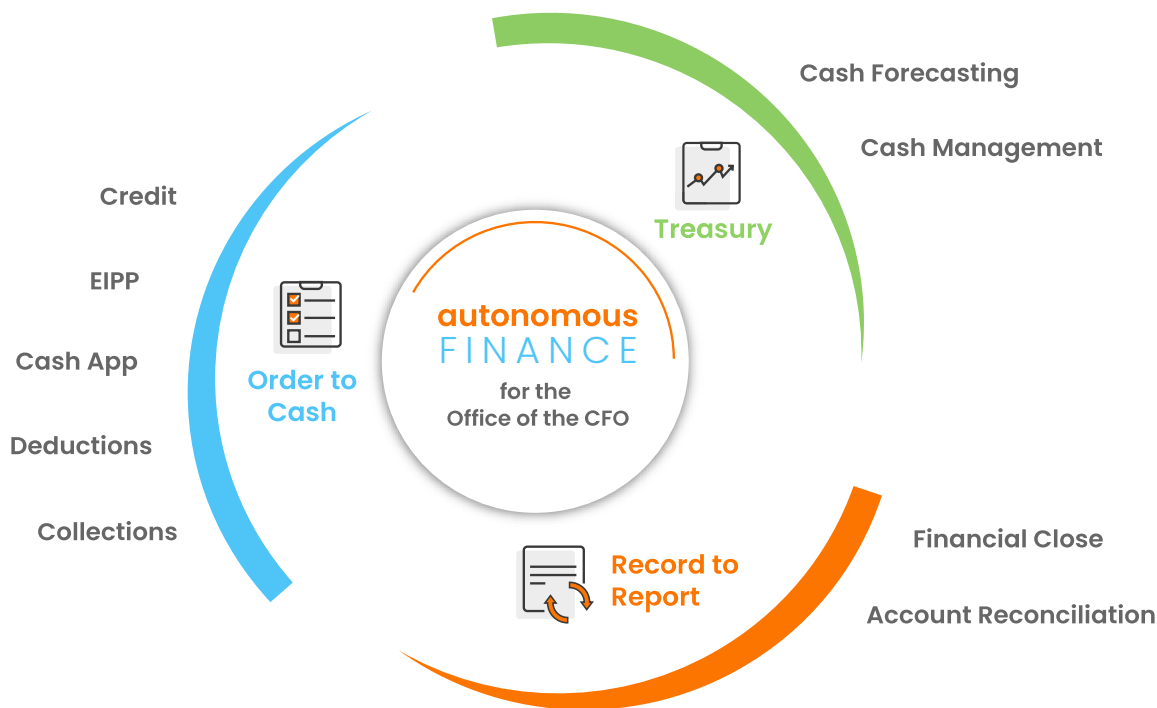 Cash Forecasting
Cash Management
Treasury
Credit
EIPP
Cash App
Deductions
Collections
Order to
Cash
autonomous
FINANCE
for the
Office of the CFO
Record to
Report
Financial Close
Account Reconciliation